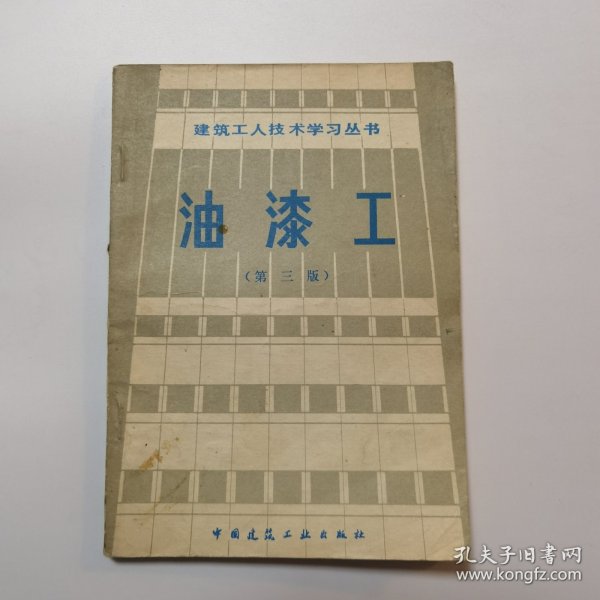 建筑工人技术学习丛书
油漆工
（第三版）
中国建筑工业出版社
孔夫子旧书网
www.kongfz.com